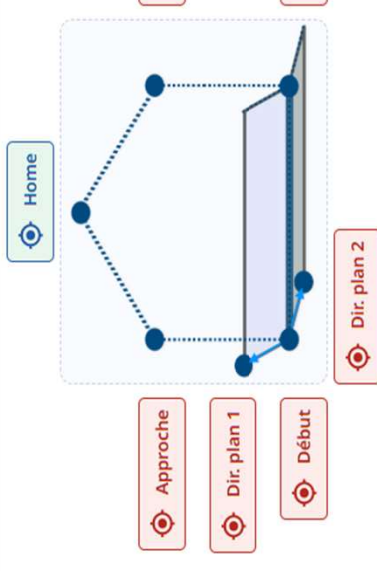 Home
Approche
Dir. plan 1
Début
Dir. plan 2